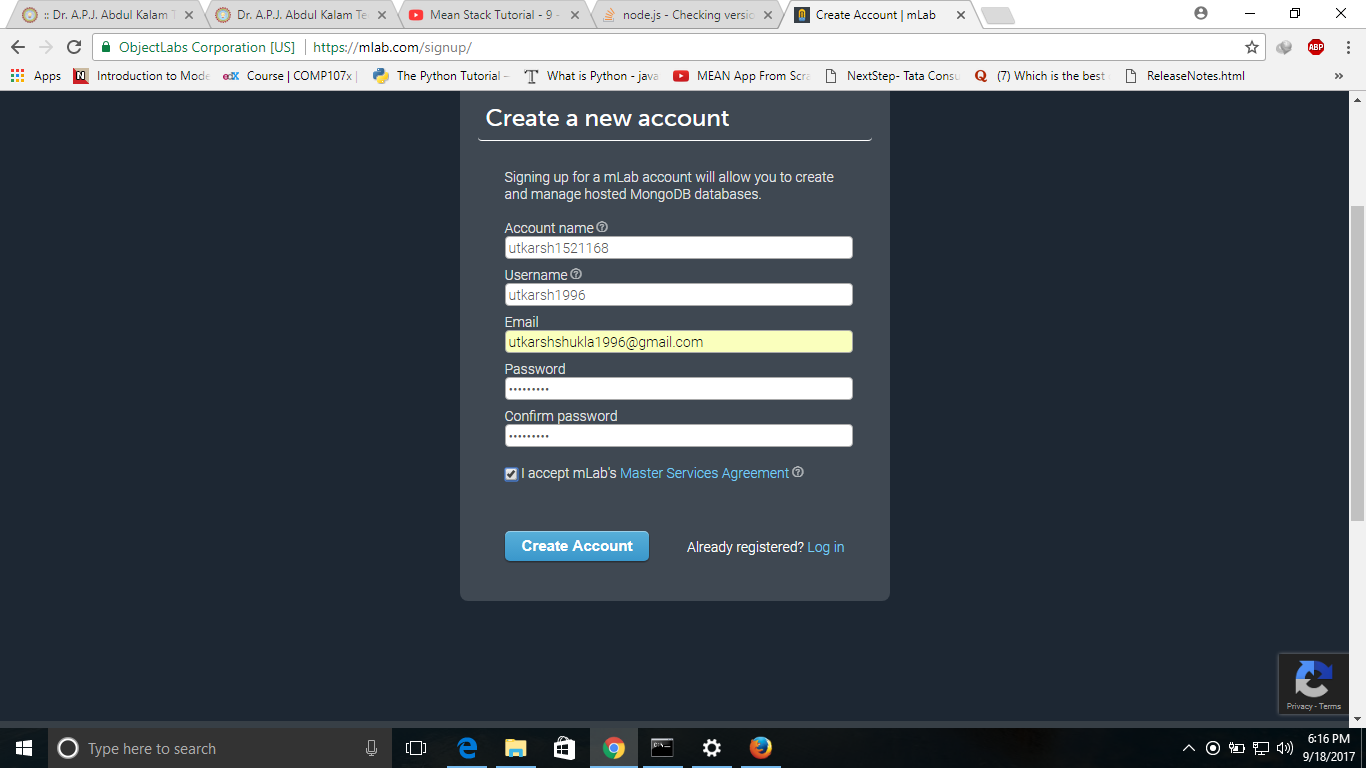 :: Dr. A.P.J. Abdul Kalam T
Dr. A.P.J. Abdul Kalam Te
Mean Stack Tutorial - 9 -
node.js - Checking versio
Create Account | mLab
ObjectLabs Corporation [US]
https://mlab.com/signup/
ABP
Apps
N
Introduction to Mode
edX
Course | COMP107x |
The Python Tutorial –
T
What is Python - java
MEAN App From Scra
NextStep- Tata Consu
Q
(7) Which is the best
ReleaseNotes.html
»
Create a new account
Signing up for a mLab account will allow you to create
and manage hosted MongoDB databases.
Account name ?
utkarsh1521168
Username ?
utkarsh1996
Email
utkarshshukla1996@gmail.com
Password
•••••••••
Confirm password
•••••••••
I accept mLab's Master Services Agreement ?
Create Account
Already registered? Log in
Privacy - Terms
Type here to search
6:16 PM
9/18/2017